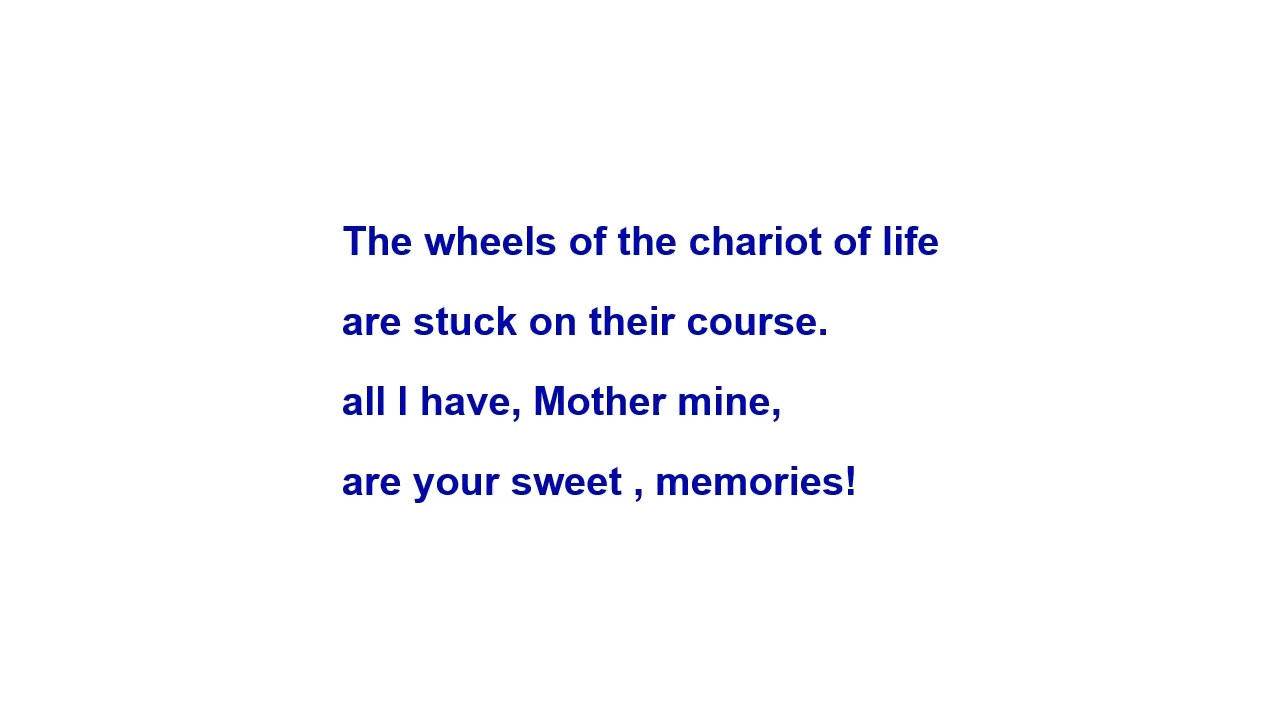 The wheels of the chariot of life
are stuck on their course.
all I have, Mother mine,
are your sweet , memories!